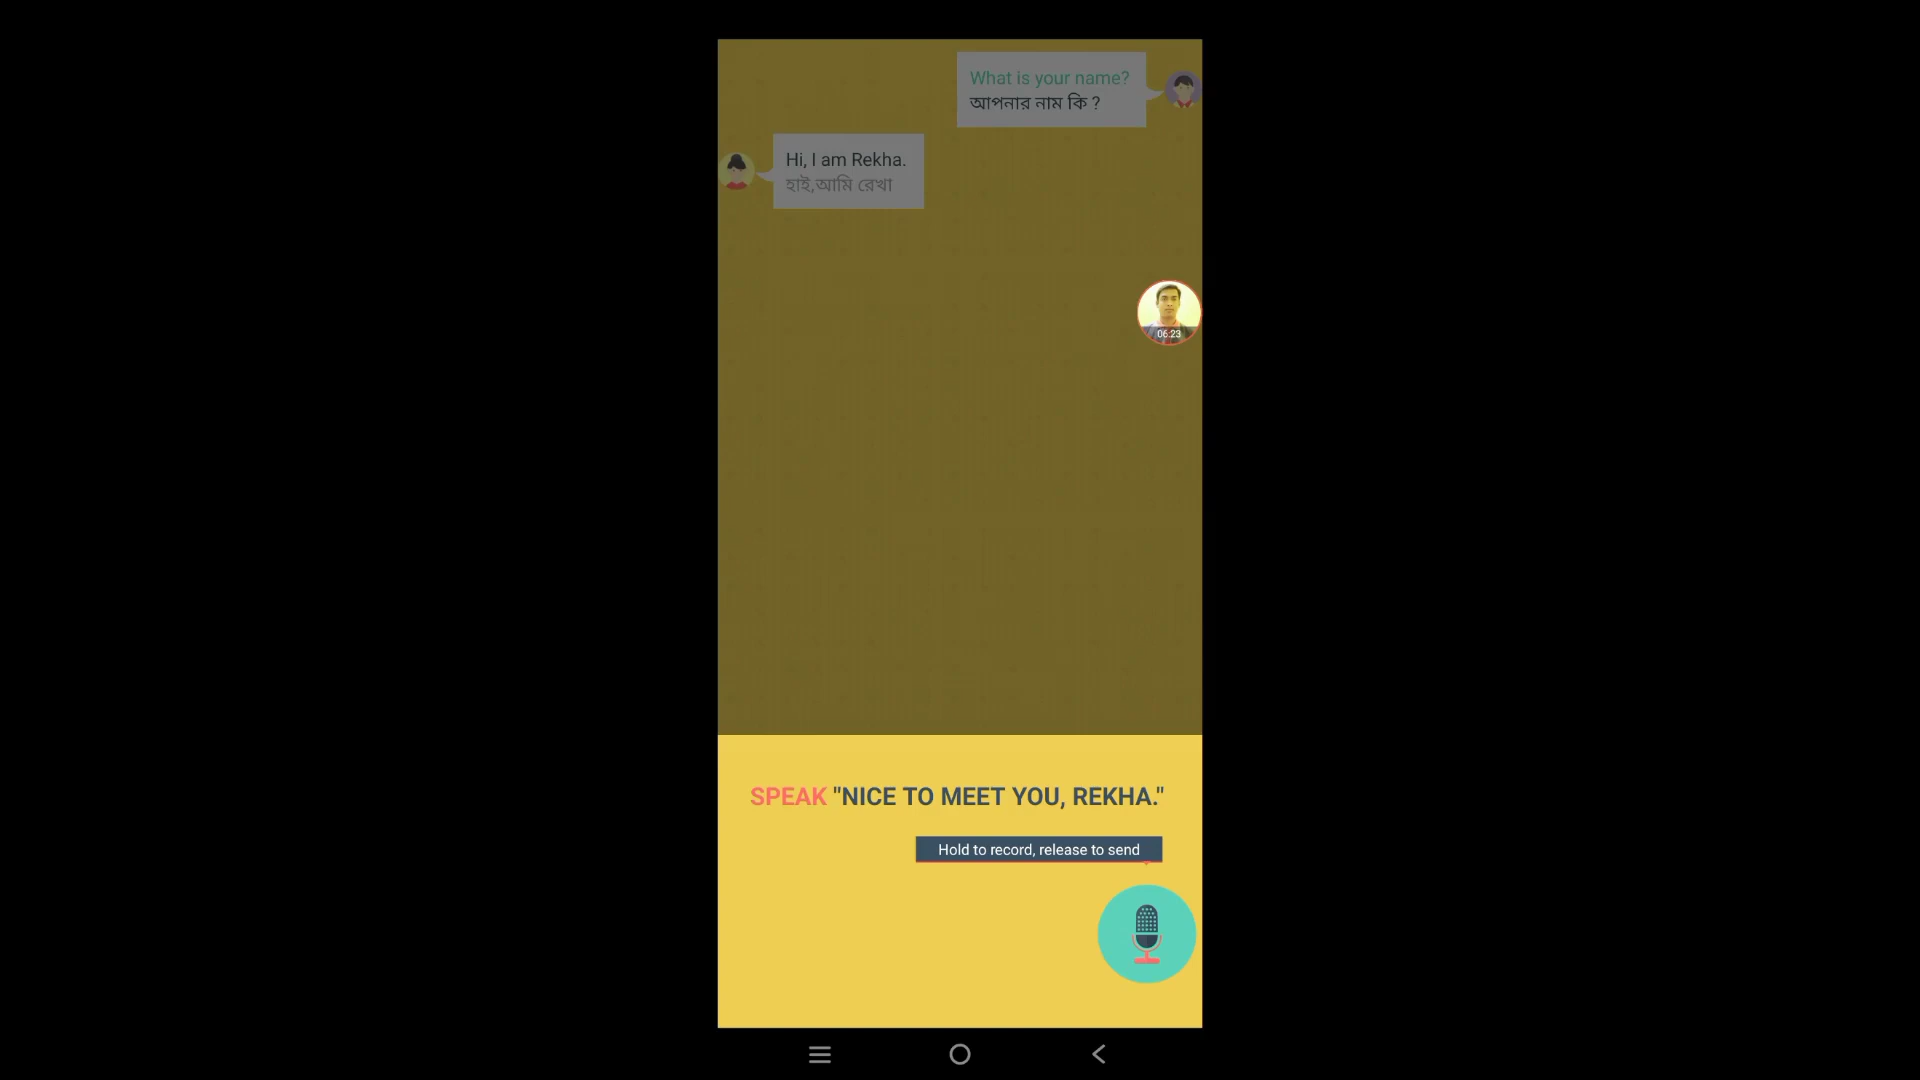 What is your name?
আপনার নাম কি ?
Hi, I am Rekha.
হাই,আমি রেখা
06:23
SPEAK "NICE TO MEET YOU, REKHA."
Hold to record, release to send